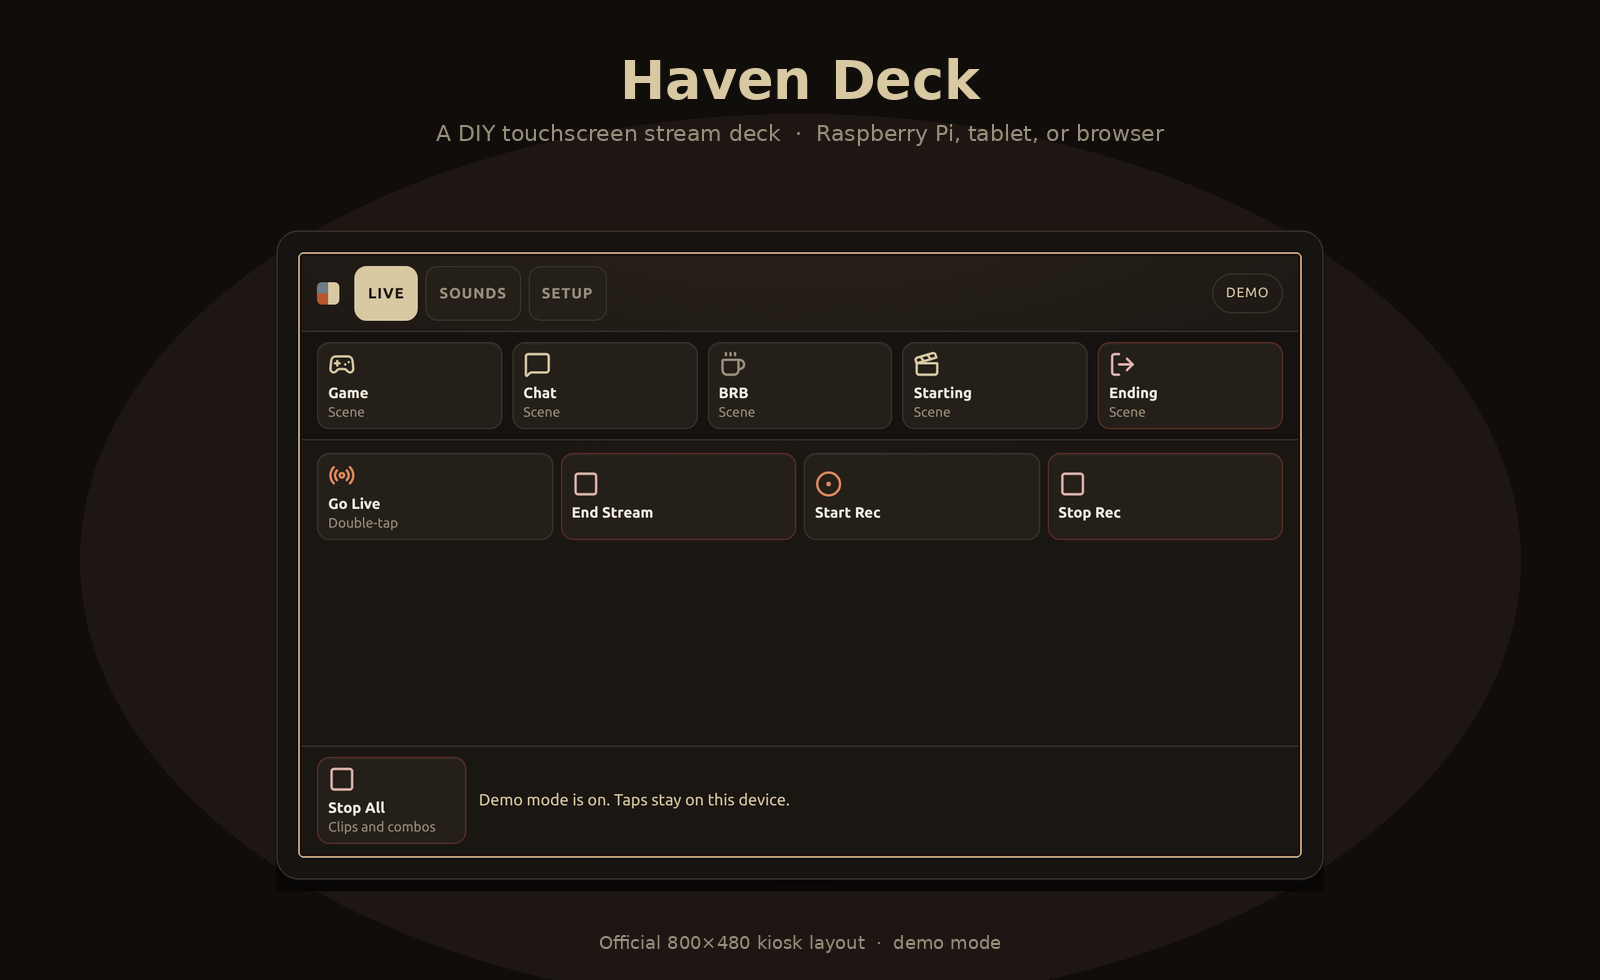 Haven Deck
A DIY touchscreen stream deck · Raspberry Pi, tablet, or browser
LIVE
SOUNDS
SETUP
DEMO
Game
Scene
Chat
Scene
BRB
Scene
Starting
Scene
Ending
Scene
Go Live
Double-tap
End Stream
Start Rec
Stop Rec
Stop All
Clips and combos
Demo mode is on. Taps stay on this device.
Official 800×480 kiosk layout · demo mode